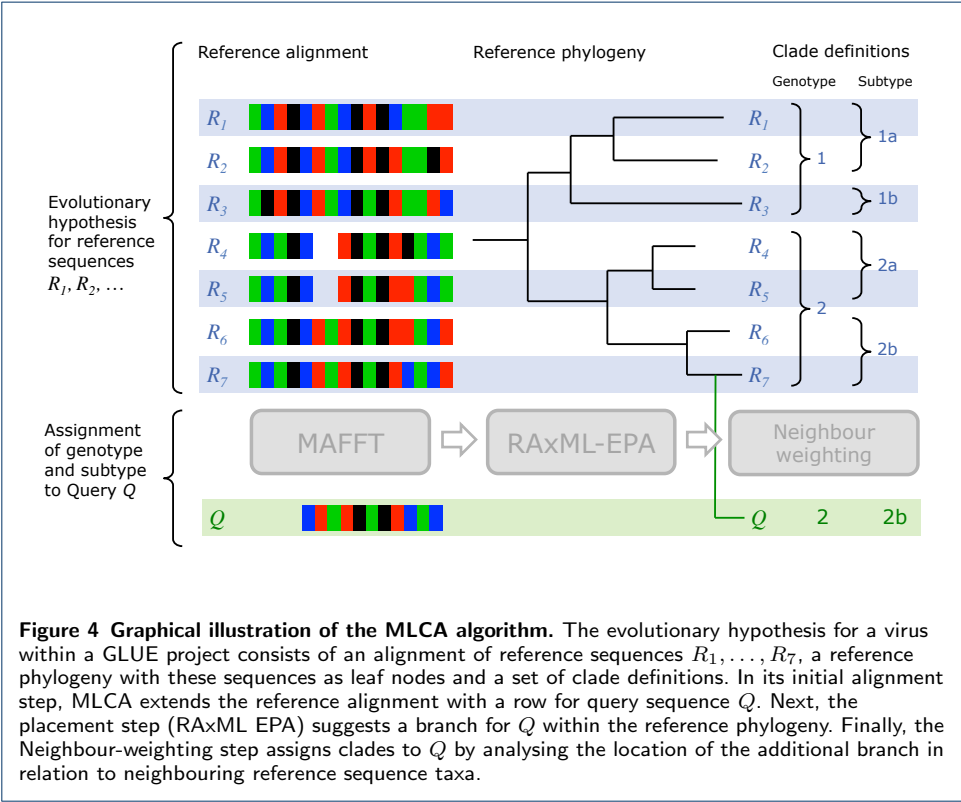 Reference alignment Reference phylogeny Clade definitions
Genotype Subtype
Evolutionary
hypothesis
for reference
sequences
R1, R2, ...
R1
R2
R3
R4
R5
R6
R7
R1
R2
R3
R4
R5
R6
R7
1
2
1a
1b
2a
2b
Assignment
of genotype
and subtype
to Query Q
MAFFT
RAxML-EPA
Neighbour
weighting
Q Q 2 2b
Figure 4 Graphical illustration of the MLCA algorithm. The evolutionary hypothesis for a virus
within a GLUE project consists of an alignment of reference sequences R1, . . . , R7, a reference
phylogeny with these sequences as leaf nodes and a set of clade definitions. In its initial alignment
step, MLCA extends the reference alignment with a row for query sequence Q. Next, the
placement step (RAxML EPA) suggests a branch for Q within the reference phylogeny. Finally, the
Neighbour-weighting step assigns clades to Q by analysing the location of the additional branch in
relation to neighbouring reference sequence taxa.